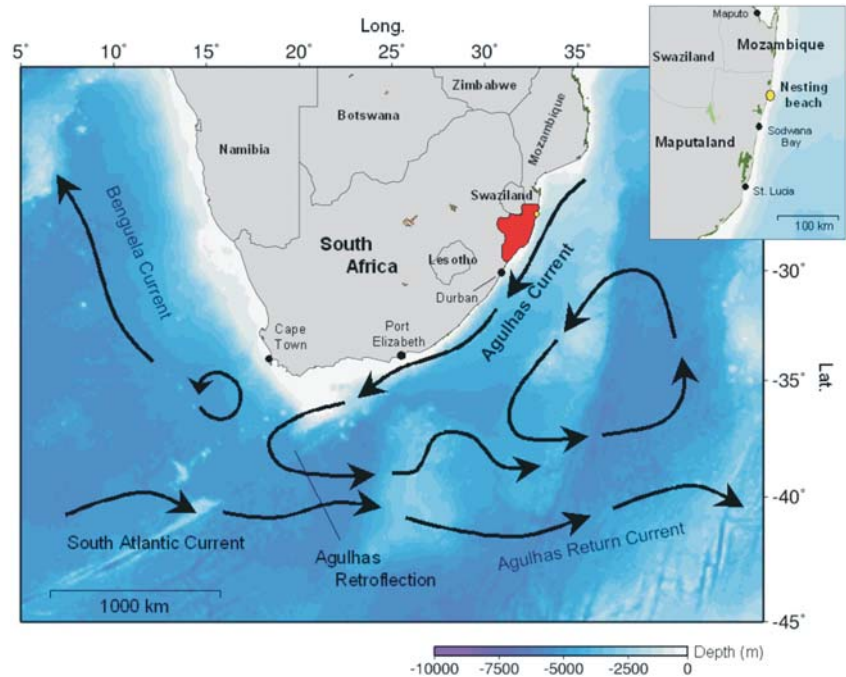 Long.
5°
10°
15°
20°
25°
30°
35°
Maputo
Mozambique
Swaziland
Nesting
beach
Sodwana
Bay
Maputaland
St. Lucia
100 km
Zimbabwe
Botswana
Namibia
Mozambique
Swaziland
South
Africa
Lesotho
Durban
Benguela Current
Agulhas Current
Cape
Town
Port
Elizabeth
-30°
-35°
Lat.
-40°
-45°
South Atlantic Current
Agulhas
Retroflection
Agulhas Return Current
1000 km
Depth (m)
-10000
-7500
-5000
-2500
0